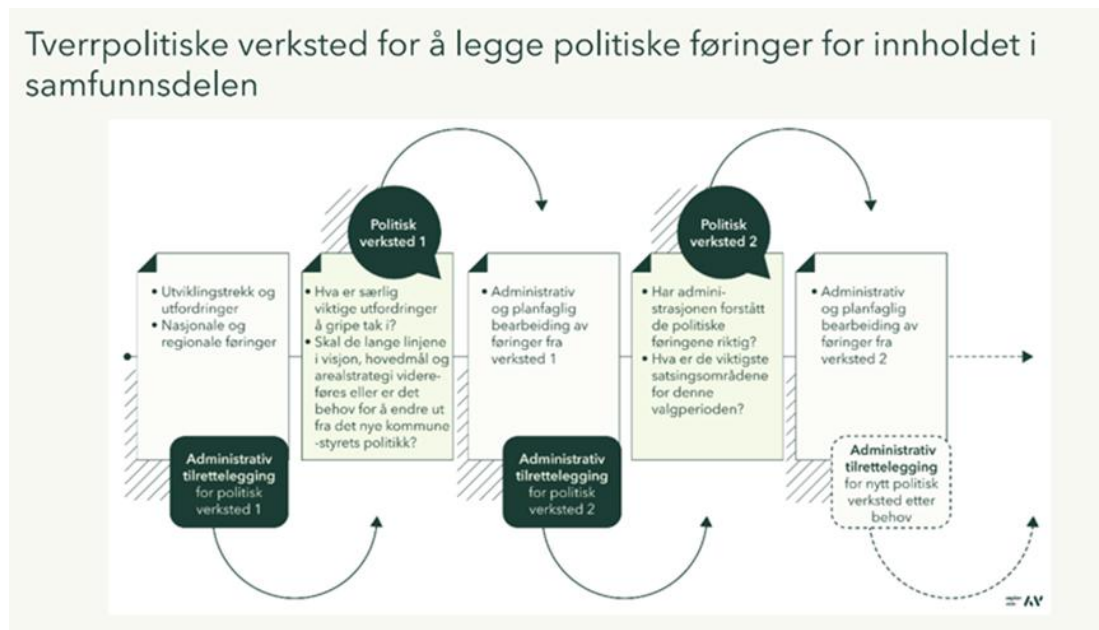 Tverrpolitiske verksted for å legge politiske føringer for innholdet i
samfunnsdelen
Politisk
verksted 1
Politisk
verksted 2
• Utviklingstrekk og
utfordringer
• Nasjonale og
regionale føringer
• Hva er særlig
viktige utfordringer
å gripe tak i?
• Skal de lange linjene
i visjon, hovedmål og
arealstrategi videre-
føres eller er det
behov for å endre ut
fra det nye kommune
-styrets politikk?
• Administrativ
og planfaglig
bearbeiding av
føringer fra
verksted 1
• Har admini-
strasjonen forstått
de politiske
føringene riktig?
• Hva er de viktigste
satsingsområdene
for denne
valgperioden?
• Administrativ
og planfaglig
bearbeiding av
føringer fra
verksted 2
Administrativ
tilrettelegging
for politisk
verksted 1
Administrativ
tilrettelegging
for politisk
verksted 2
Administrativ
tilrettelegging
for nytt politisk
verksted etter
behov